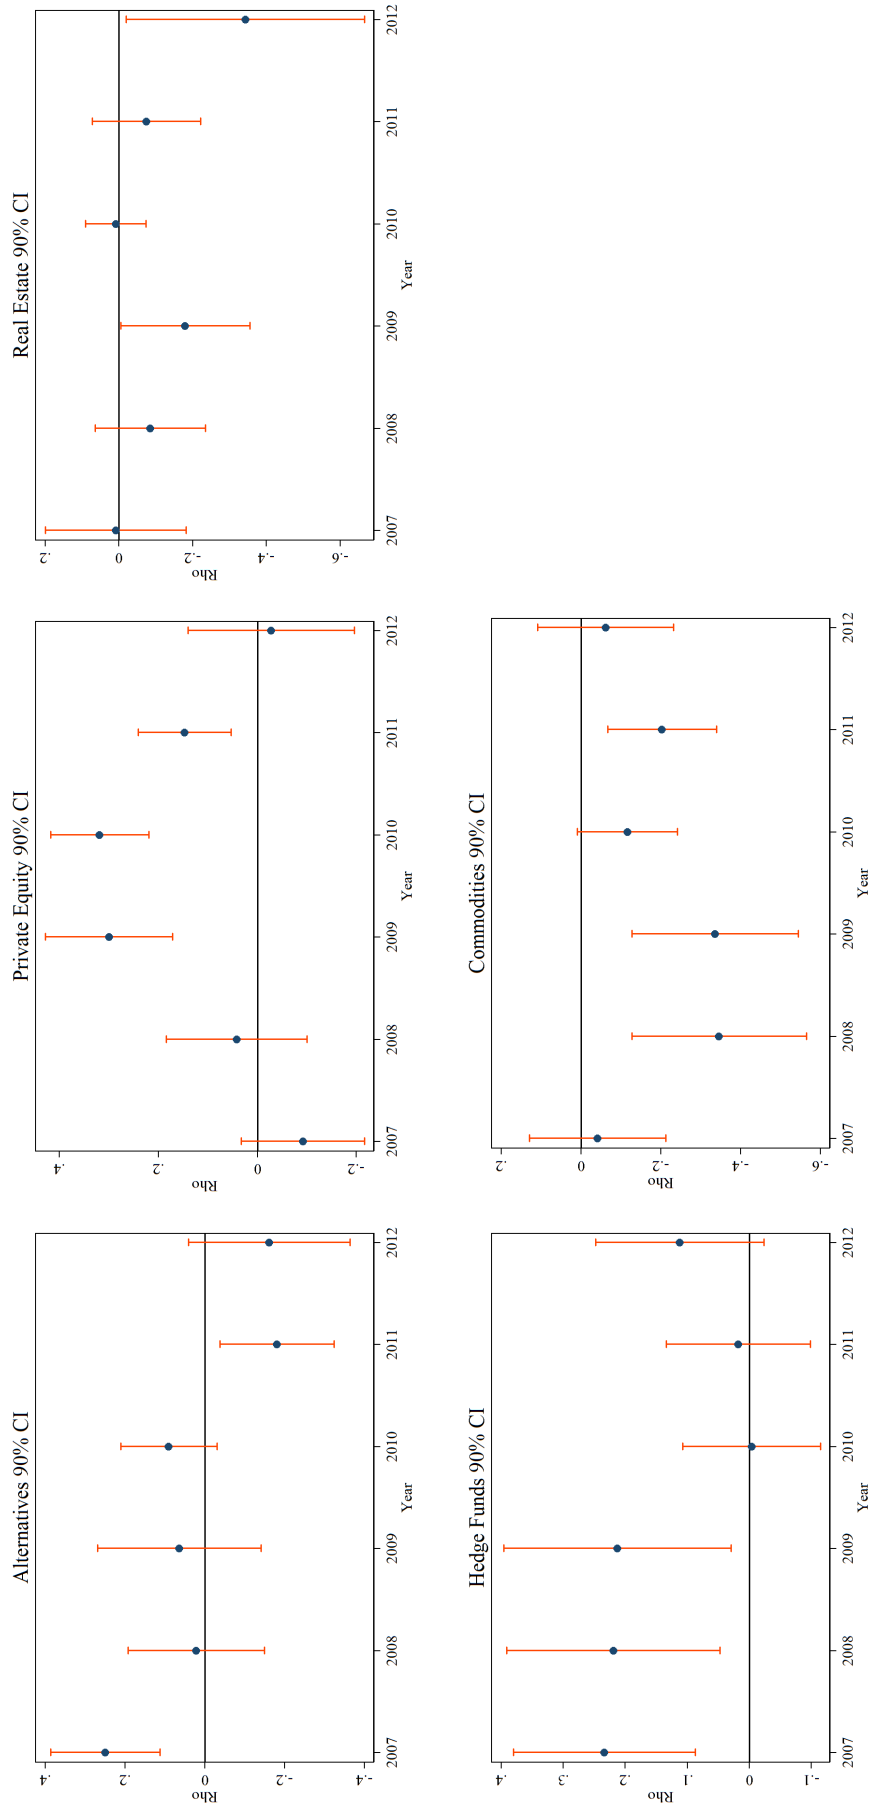 Alternatives 90% CI
Rho
.4
.2
0
-.2
-.4
2007 2008 2009 2010 2011 2012
Year
Private Equity 90% CI
Rho
.4
.2
0
-.2
2007 2008 2009 2010 2011 2012
Year
Real Estate 90% CI
Rho
.2
0
-.2
-.4
-.6
2007 2008 2009 2010 2011 2012
Year
Hedge Funds 90% CI
Rho
.4
.3
.2
.1
0
-.1
2007 2008 2009 2010 2011 2012
Year
Commodities 90% CI
Rho
.2
0
-.2
-.4
-.6
2007 2008 2009 2010 2011 2012
Year